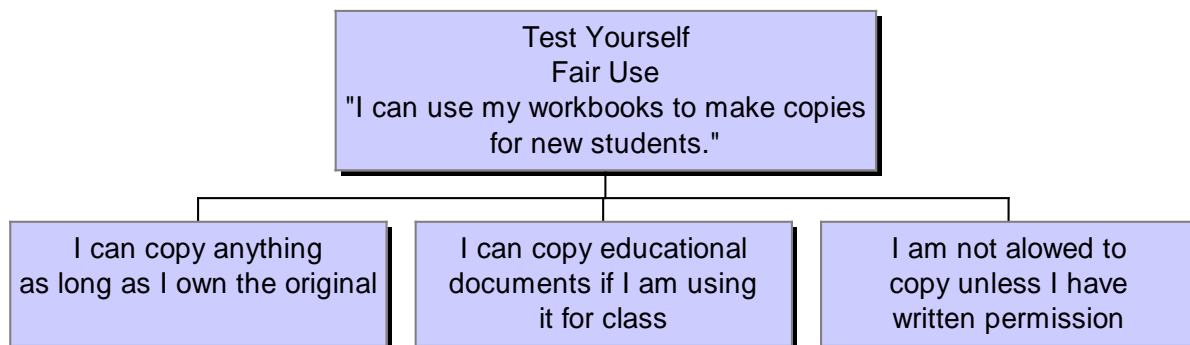 Test Yourself
Fair Use
"I can use my workbooks to make copies
for new students."
I can copy anything
as long as I own the original
I can copy educational
documents if I am using
it for class
I am not alowed to
copy unless I have
written permission